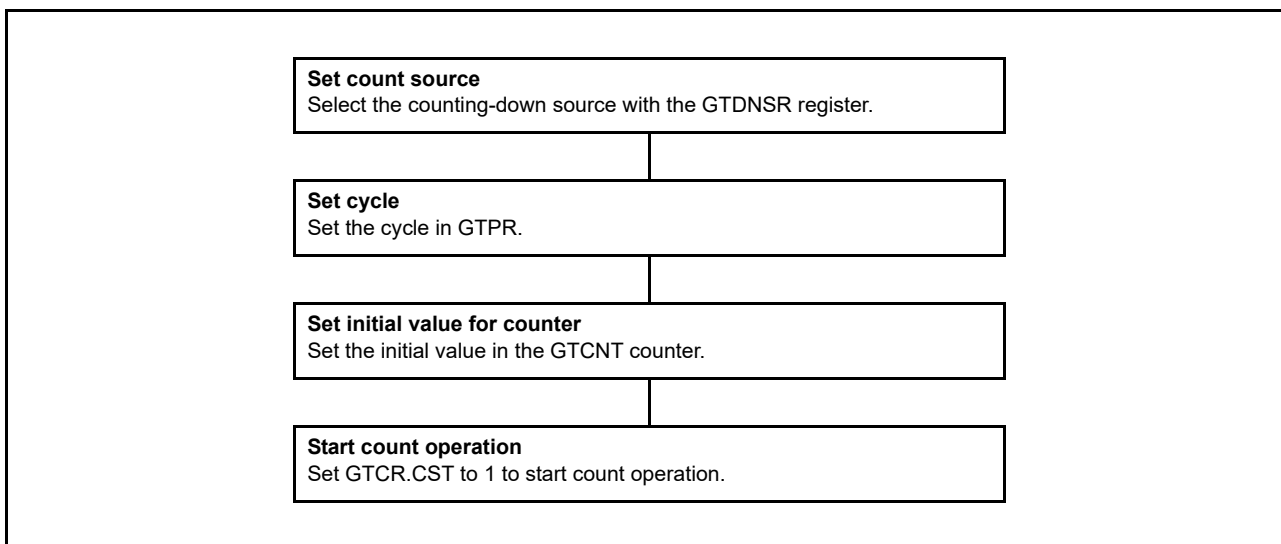 Set count source
Select the counting-down source with the GTDNSR register.
Set cycle
Set the cycle in GTPR.
Set initial value for counter
Set the initial value in the GTCNT counter.
Start count operation
Set GTCR.CST to 1 to start count operation.